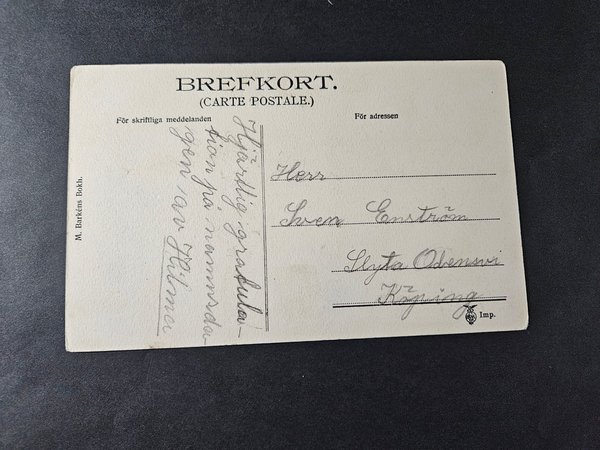 BREFKORT.
(CARTE POSTALE.)
För skriftliga meddelanden
För adressen
Hjärtlig gratula-
tion på namnsda
gen av Hilma
Herr
Sven Enström
Slyta Odensvi
Köping
M. Barkéns Bokh.
Imp.